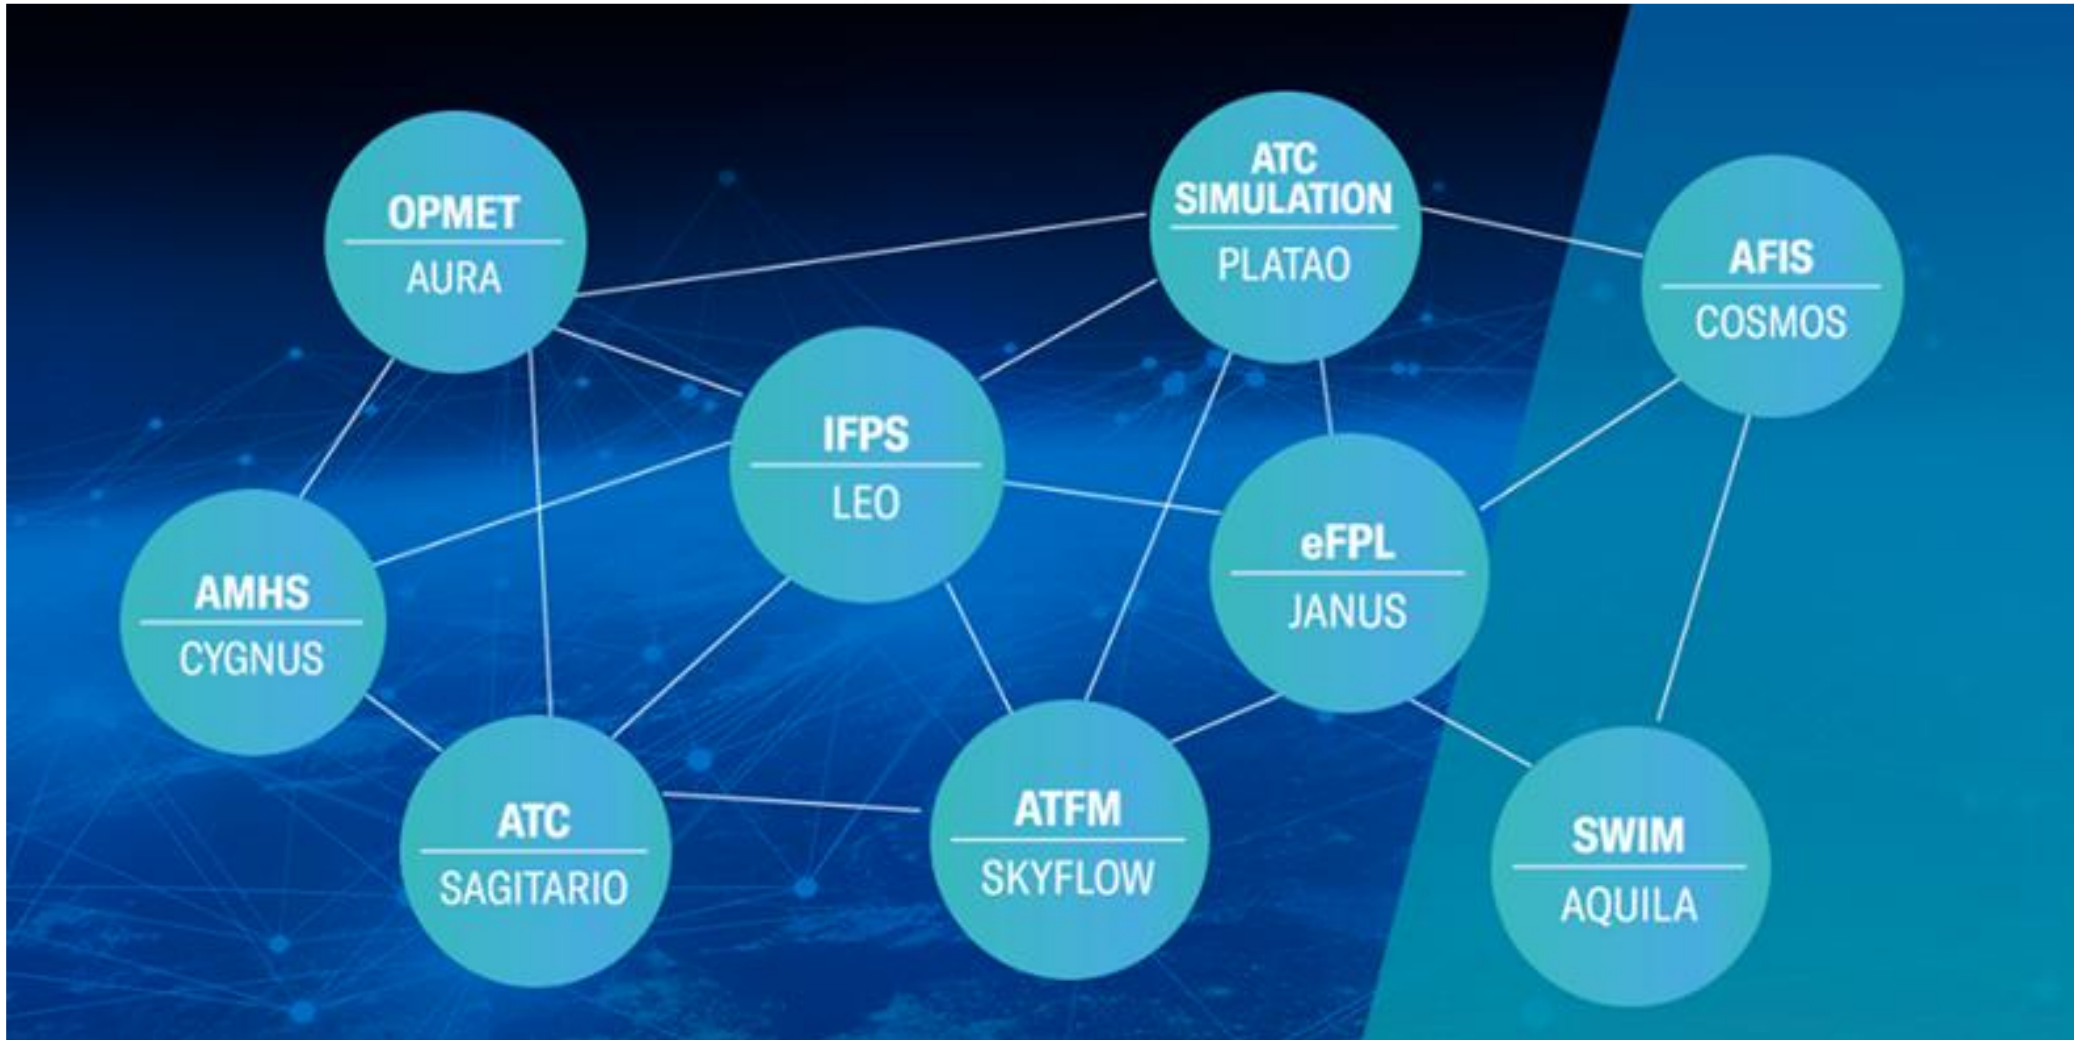 OPMET
AURA
ATC
SIMULATION
PLATAO
AFIS
COSMOS
IFPS
LEO
eFPL
JANUS
AMHS
CYGNUS
ATC
SAGITARIO
ATFM
SKYFLOW
SWIM
AQUILA